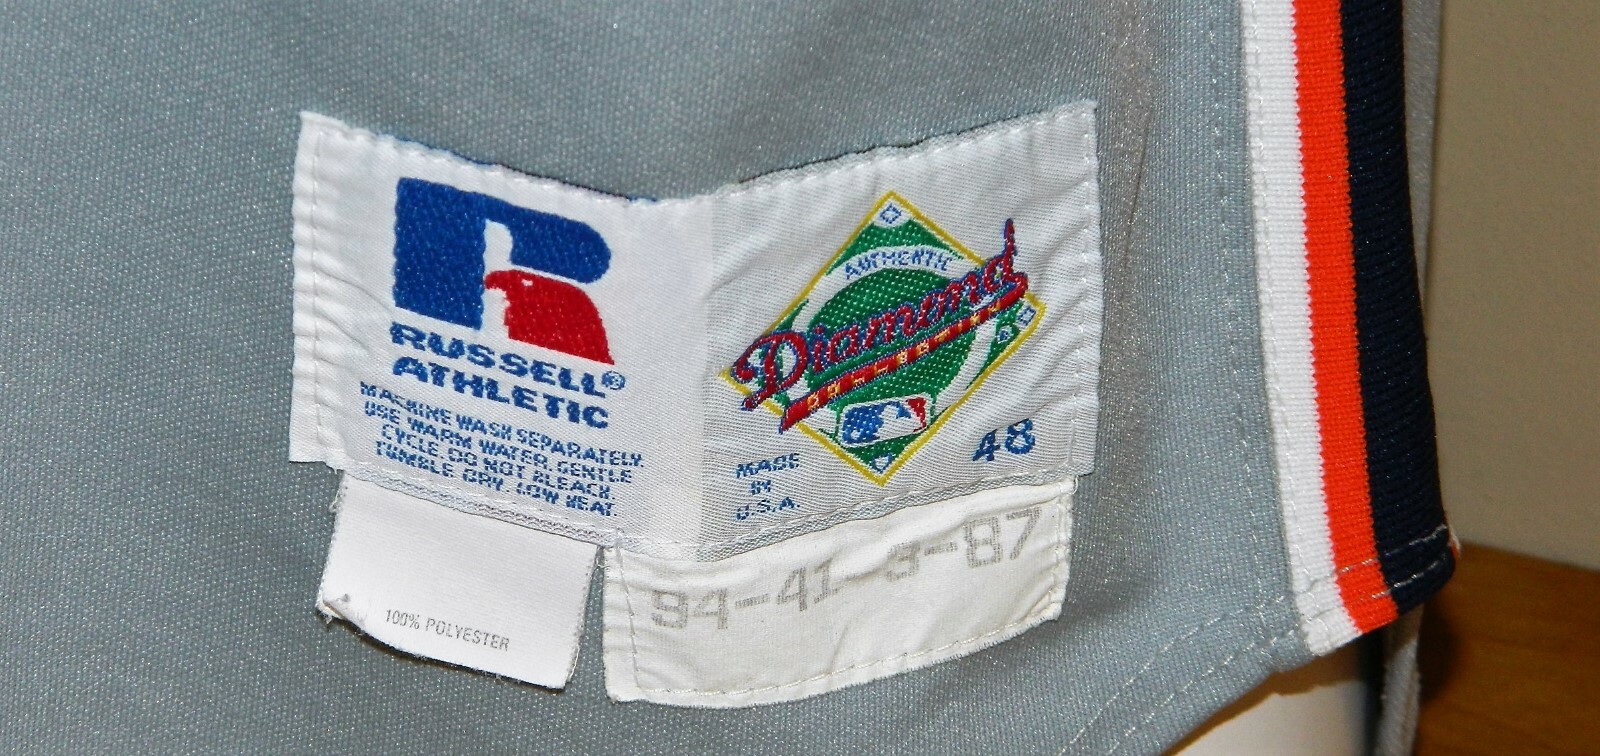 RUSSELL®
ATHLETIC
MACHINE WASH SEPARATELY.
USE WARM WATER, GENTLE
CYCLE. DO NOT BLEACH.
TUMBLE DRY. LOW HEAT.
AUTHENTIC
Diamond
MADE
IN
U.S.A.
48
100% POLYESTER
94-41-3-87